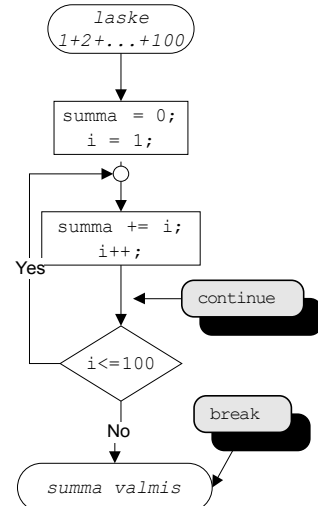 laske
1+2+...+100
summa = 0;
i = 1;
summa += i;
i++;
Yes
continue
i<=100
break
No
summa valmis